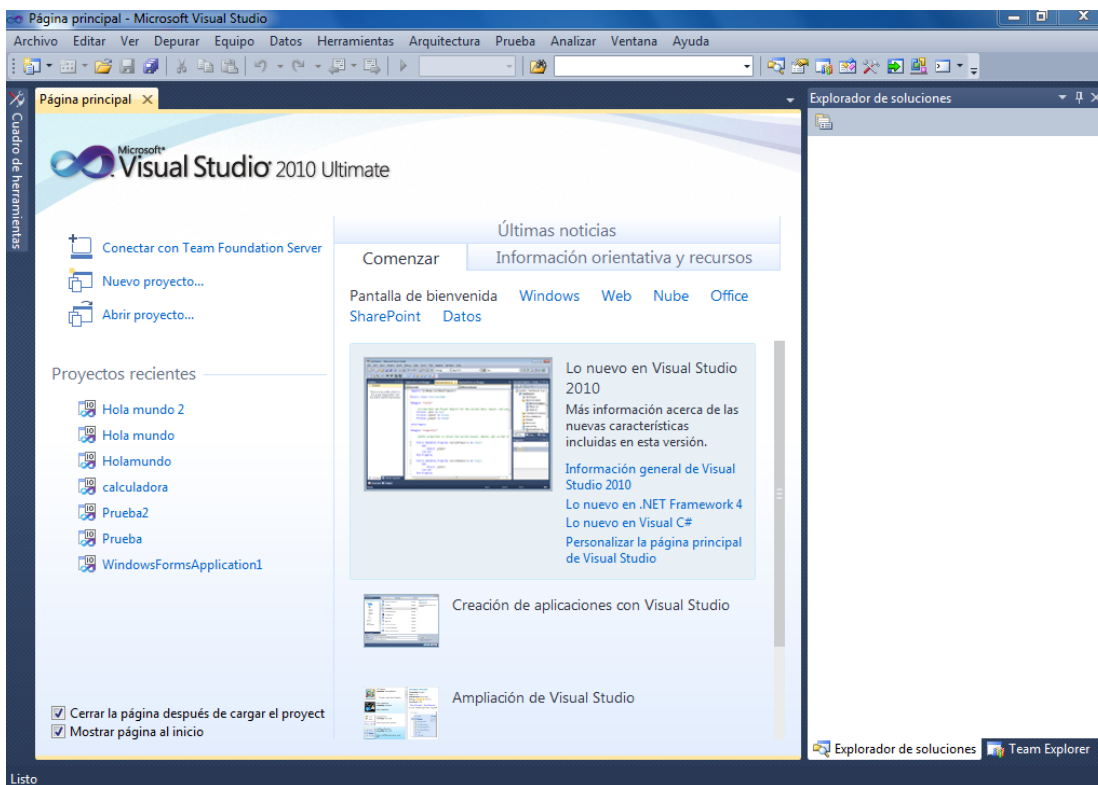 Página principal - Microsoft Visual Studio
Archivo Editar Ver Depurar Equipo Datos Herramientas Arquitectura Prueba Analizar Ventana Ayuda
Cuadro de herramientas
Página principal
Microsoft
Visual Studio 2010 Ultimate
Conectar con Team Foundation Server
Nuevo proyecto...
Abrir proyecto...
Proyectos recientes
Hola mundo 2
Hola mundo
Holamundo
calculadora
Prueba2
Prueba
WindowsFormsApplication1
Cerrar la página después de cargar el proyect
Mostrar página al inicio
Últimas noticias
Comenzar Información orientativa y recursos
Pantalla de bienvenida Windows Web Nube Office
SharePoint Datos
Lo nuevo en Visual Studio
2010
Más información acerca de las
nuevas características
incluidas en esta versión.
Información general de Visual
Studio 2010
Lo nuevo en .NET Framework 4
Lo nuevo en Visual C#
Personalizar la página principal
de Visual Studio
Creación de aplicaciones con Visual Studio
Ampliación de Visual Studio
Explorador de soluciones
Explorador de soluciones Team Explorer
Listo